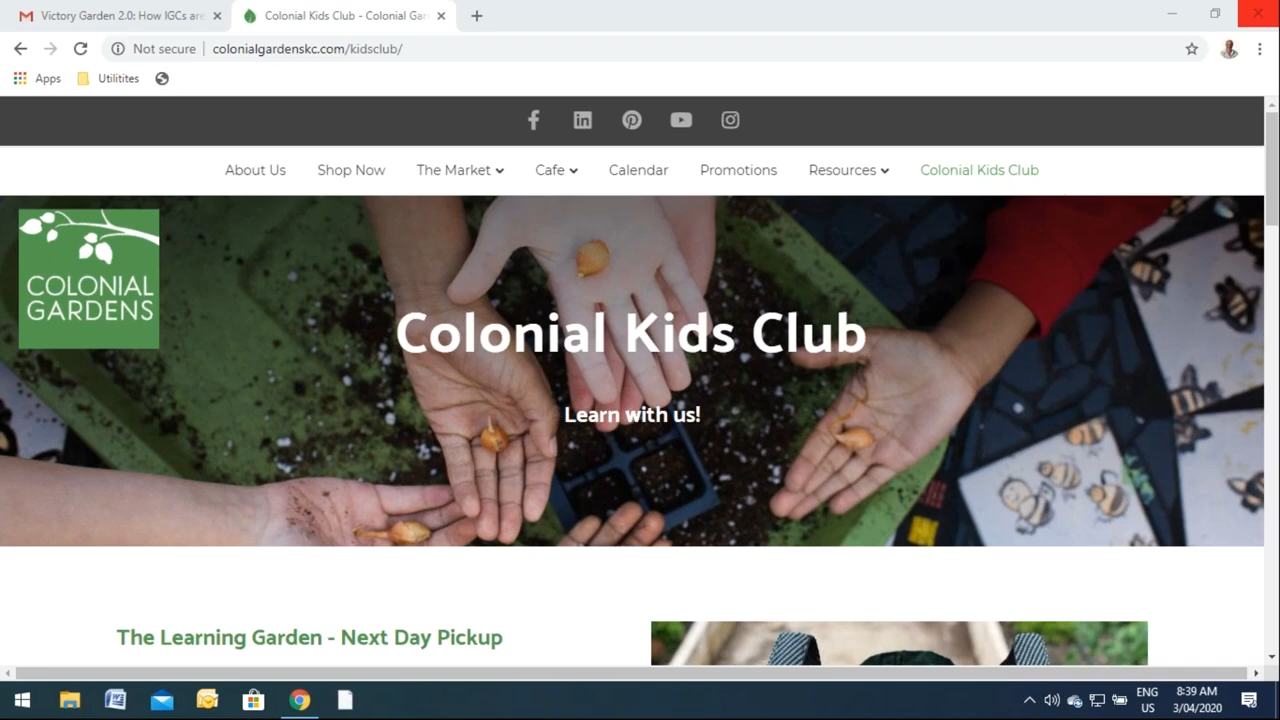 Victory Garden 2.0: How IGCs are
Colonial Kids Club - Colonial Gar
Not secure
colonialgardenskc.com/kidsclub/
Apps
Utilitites
About Us
Shop Now
The Market
Cafe
Calendar
Promotions
Resources
Colonial Kids Club
COLONIAL
GARDENS
Colonial Kids Club
Learn with us!
The Learning Garden - Next Day Pickup
ENG
US
8:39 AM
3/04/2020